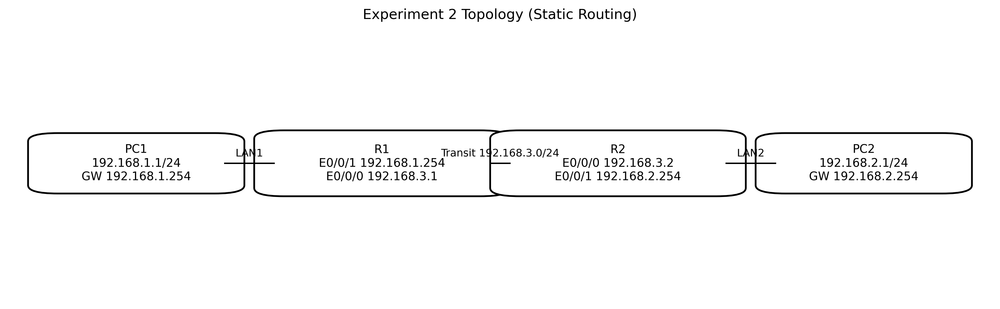 Experiment 2 Topology (Static Routing)
PC1
192.168.1.1/24
GW 192.168.1.254
LAN1
R1
E0/0/1 192.168.1.254
E0/0/0 192.168.3.1
Transit 192.168.3.0/24
R2
E0/0/0 192.168.3.2
E0/0/1 192.168.2.254
LAN2
PC2
192.168.2.1/24
GW 192.168.2.254